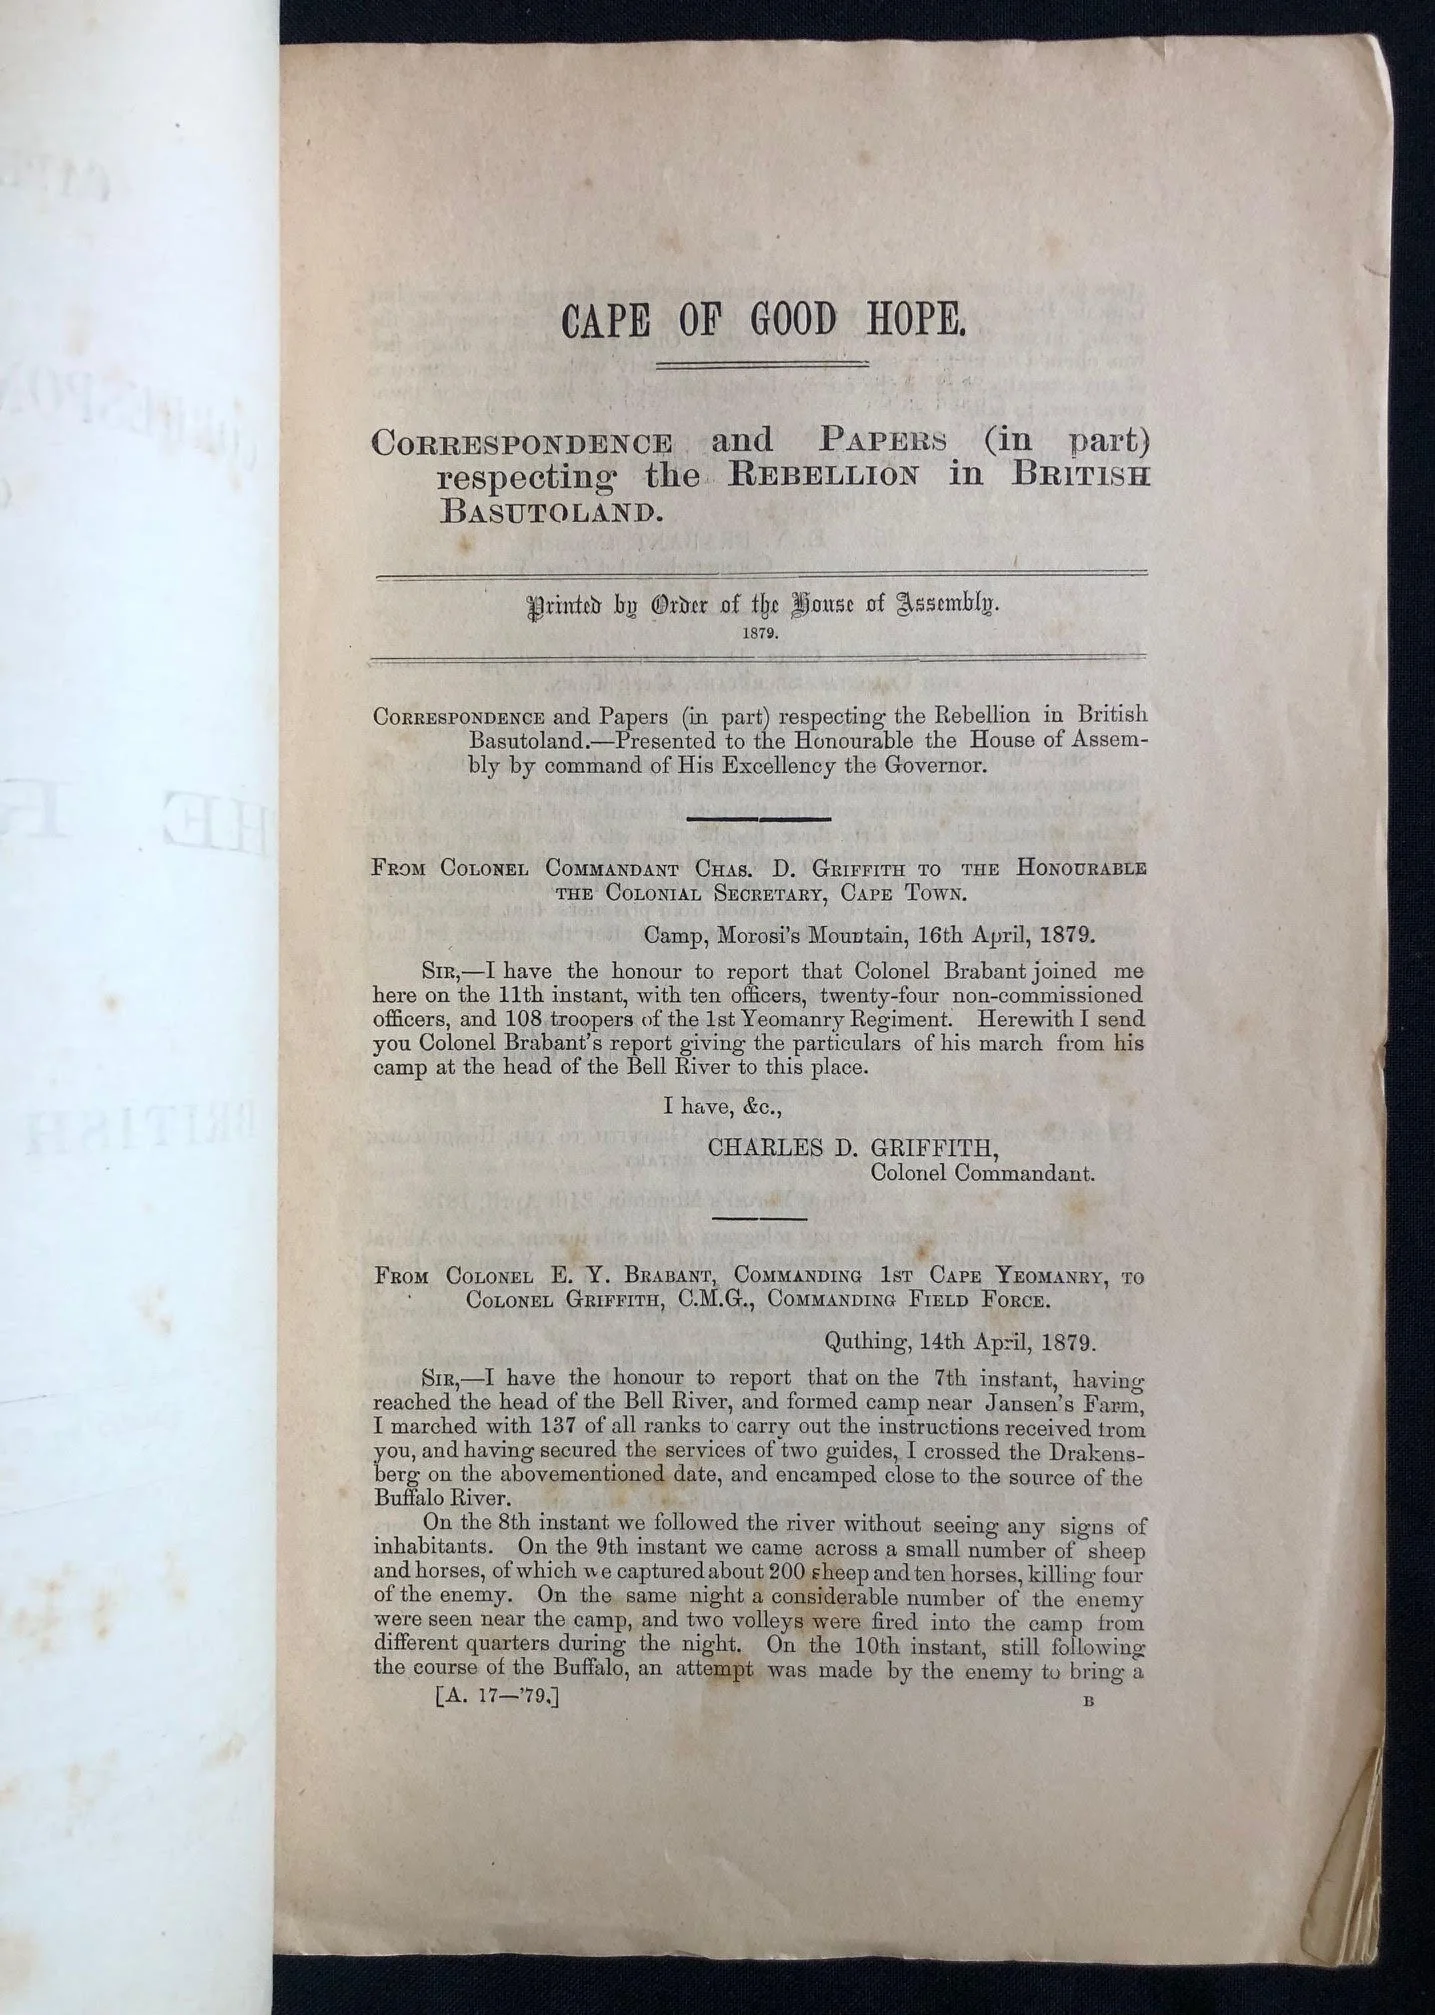 CAPE OF GOOD HOPE.
CORRESPONDENCE and PAPERS (in part)
respecting the REBELLION in BRITISH
BASUTOLAND.
Printed by Order of the House of Assembly.
1879.
CORRESPONDENCE and Papers (in part) respecting the Rebellion in British
Basutoland.—Presented to the Honourable the House of Assem-
bly by command of His Excellency the Governor.
FROM COLONEL COMMANDANT CHAS. D. GRIFFITH TO THE HONOURABLE
THE COLONIAL SECRETARY, CAPE TOWN.
Camp, Morosi's Mountain, 16th April, 1879.
SIR,—I have the honour to report that Colonel Brabant joined me
here on the 11th instant, with ten officers, twenty-four non-commissioned
officers, and 108 troopers of the 1st Yeomanry Regiment. Herewith I send
you Colonel Brabant's report giving the particulars of his march from his
camp at the head of the Bell River to this place.
I have, &c.,
CHARLES D. GRIFFITH,
Colonel Commandant.
FROM COLONEL E. Y. BRABANT, COMMANDING 1ST CAPE YEOMANRY, TO
COLONEL GRIFFITH, C.M.G., COMMANDING FIELD FORCE.
Quthing, 14th April, 1879.
SIR,—I have the honour to report that on the 7th instant, having
reached the head of the Bell River, and formed camp near Jansen's Farm,
I marched with 137 of all ranks to carry out the instructions received from
you, and having secured the services of two guides, I crossed the Drakens-
berg on the abovementioned date, and encamped close to the source of the
Buffalo River.
On the 8th instant we followed the river without seeing any signs of
inhabitants. On the 9th instant we came across a small number of sheep
and horses, of which we captured about 200 sheep and ten horses, killing four
of the enemy. On the same night a considerable number of the enemy
were seen near the camp, and two volleys were fired into the camp from
different quarters during the night. On the 10th instant, still following
the course of the Buffalo, an attempt was made by the enemy to bring a
[A. 17—'79.]
B